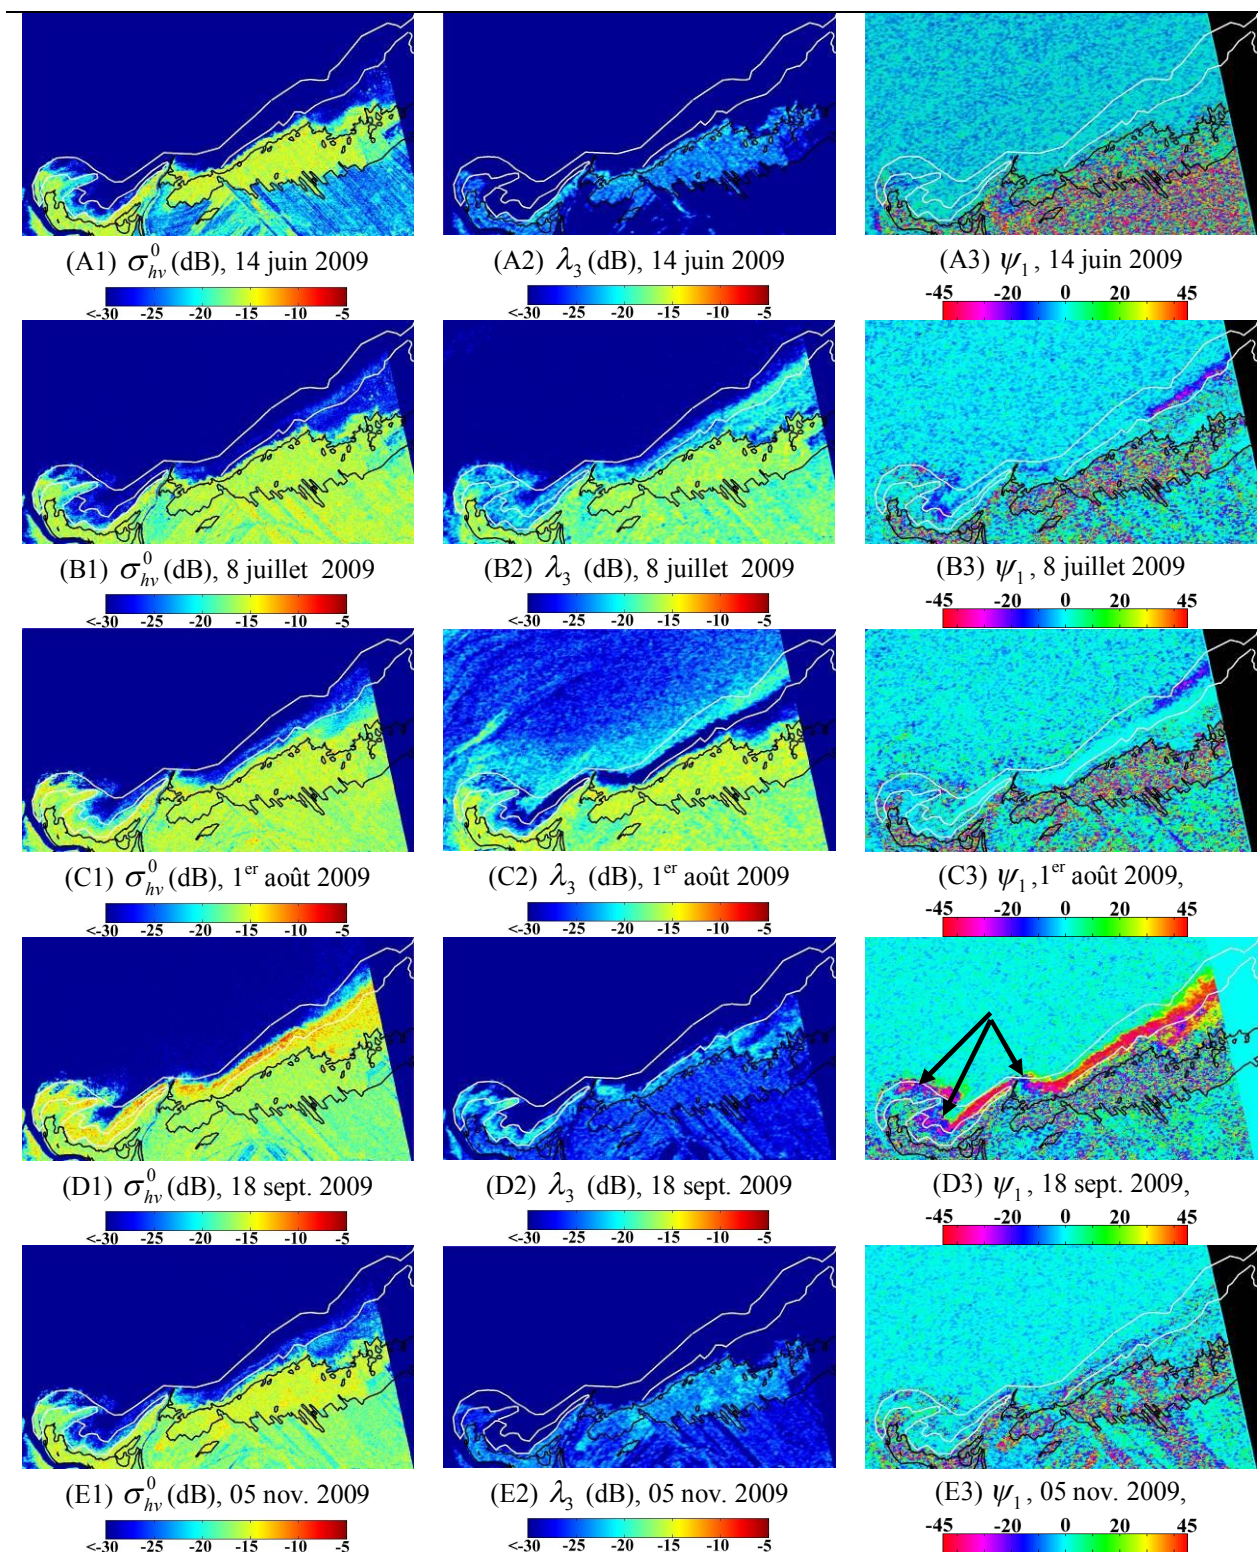 (A1) σ⁰hv (dB), 14 juin 2009 (A2) λ3 (dB), 14 juin 2009 (A3) ψ1 , 14 juin 2009
<-30 -25 -20 -15 -10 -5 <-30 -25 -20 -15 -10 -5 -45 -20 0 20 45
(B1) σ⁰hv (dB), 8 juillet 2009 (B2) λ3 (dB), 8 juillet 2009 (B3) ψ1 , 8 juillet 2009
<-30 -25 -20 -15 -10 -5 <-30 -25 -20 -15 -10 -5 -45 -20 0 20 45
(C1) σ⁰hv (dB), 1er août 2009 (C2) λ3 (dB), 1er août 2009 (C3) ψ1 ,1er août 2009,
<-30 -25 -20 -15 -10 -5 <-30 -25 -20 -15 -10 -5 -45 -20 0 20 45
(D1) σ⁰hv (dB), 18 sept. 2009 (D2) λ3 (dB), 18 sept. 2009 (D3) ψ1 , 18 sept. 2009,
<-30 -25 -20 -15 -10 -5 <-30 -25 -20 -15 -10 -5 -45 -20 0 20 45
(E1) σ⁰hv (dB), 05 nov. 2009 (E2) λ3 (dB), 05 nov. 2009 (E3) ψ1 , 05 nov. 2009,
<-30 -25 -20 -15 -10 -5 <-30 -25 -20 -15 -10 -5 -45 -20 0 20 45